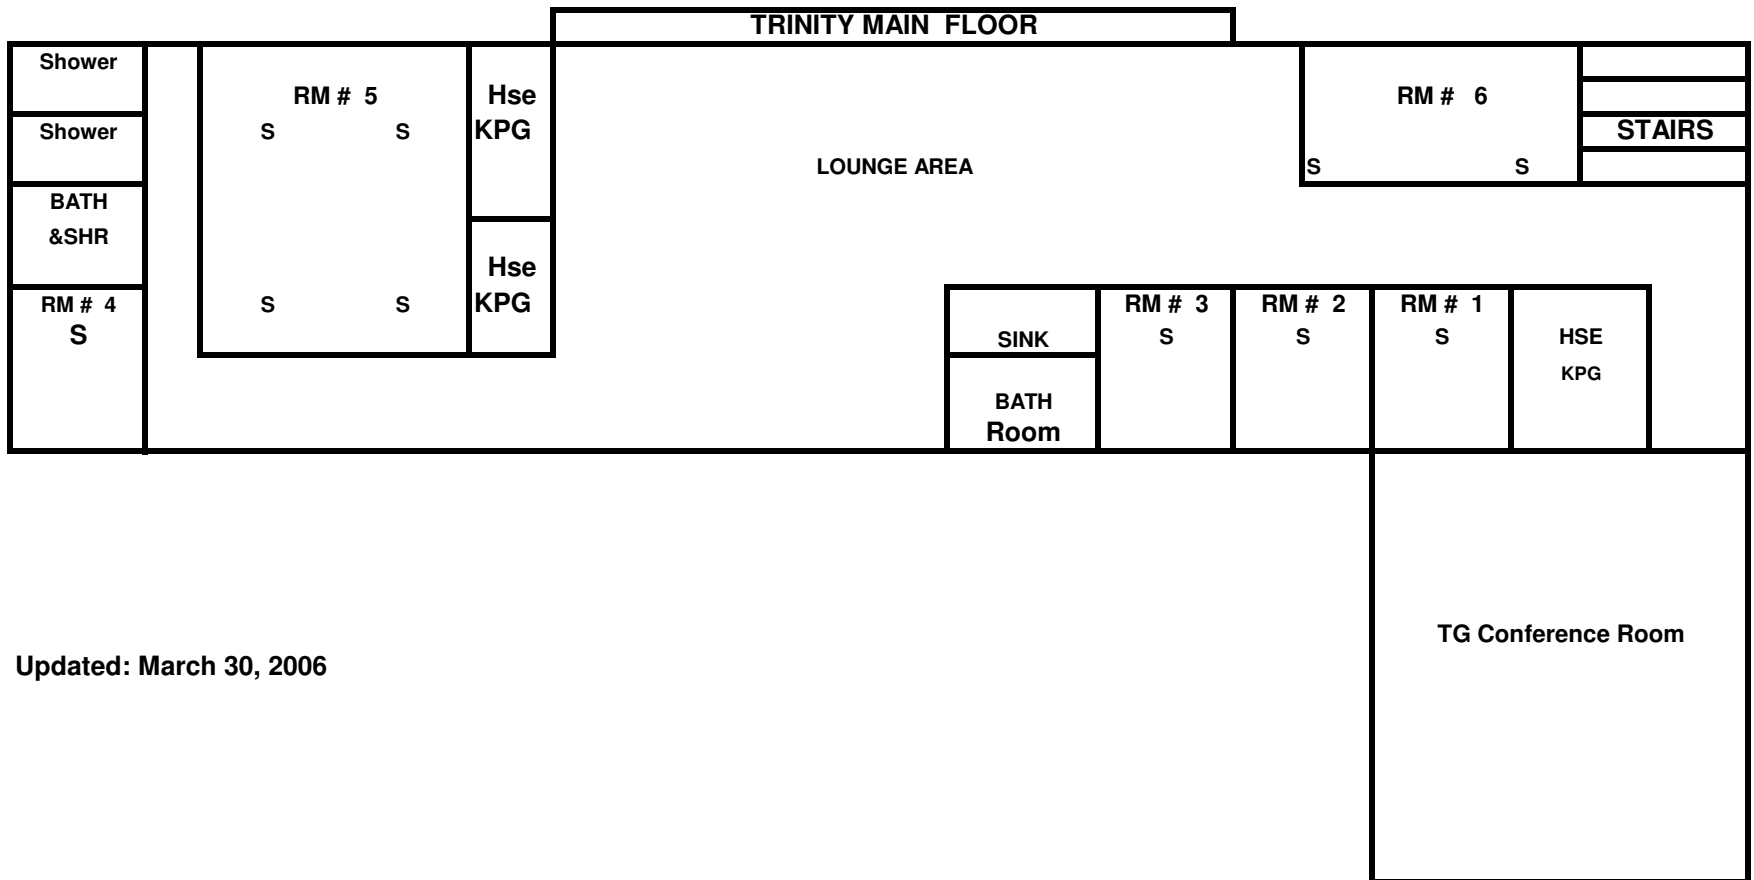 TRINITY MAIN FLOOR
Shower
RM # 5
Hse
RM # 6
Shower
S S
KPG
STAIRS
LOUNGE AREA
S S
BATH
&SHR
Hse
RM # 4
S S
KPG
RM # 3
RM # 2
RM # 1
S
SINK
S
S
S
HSE
KPG
BATH
Room
TG Conference Room
Updated: March 30, 2006